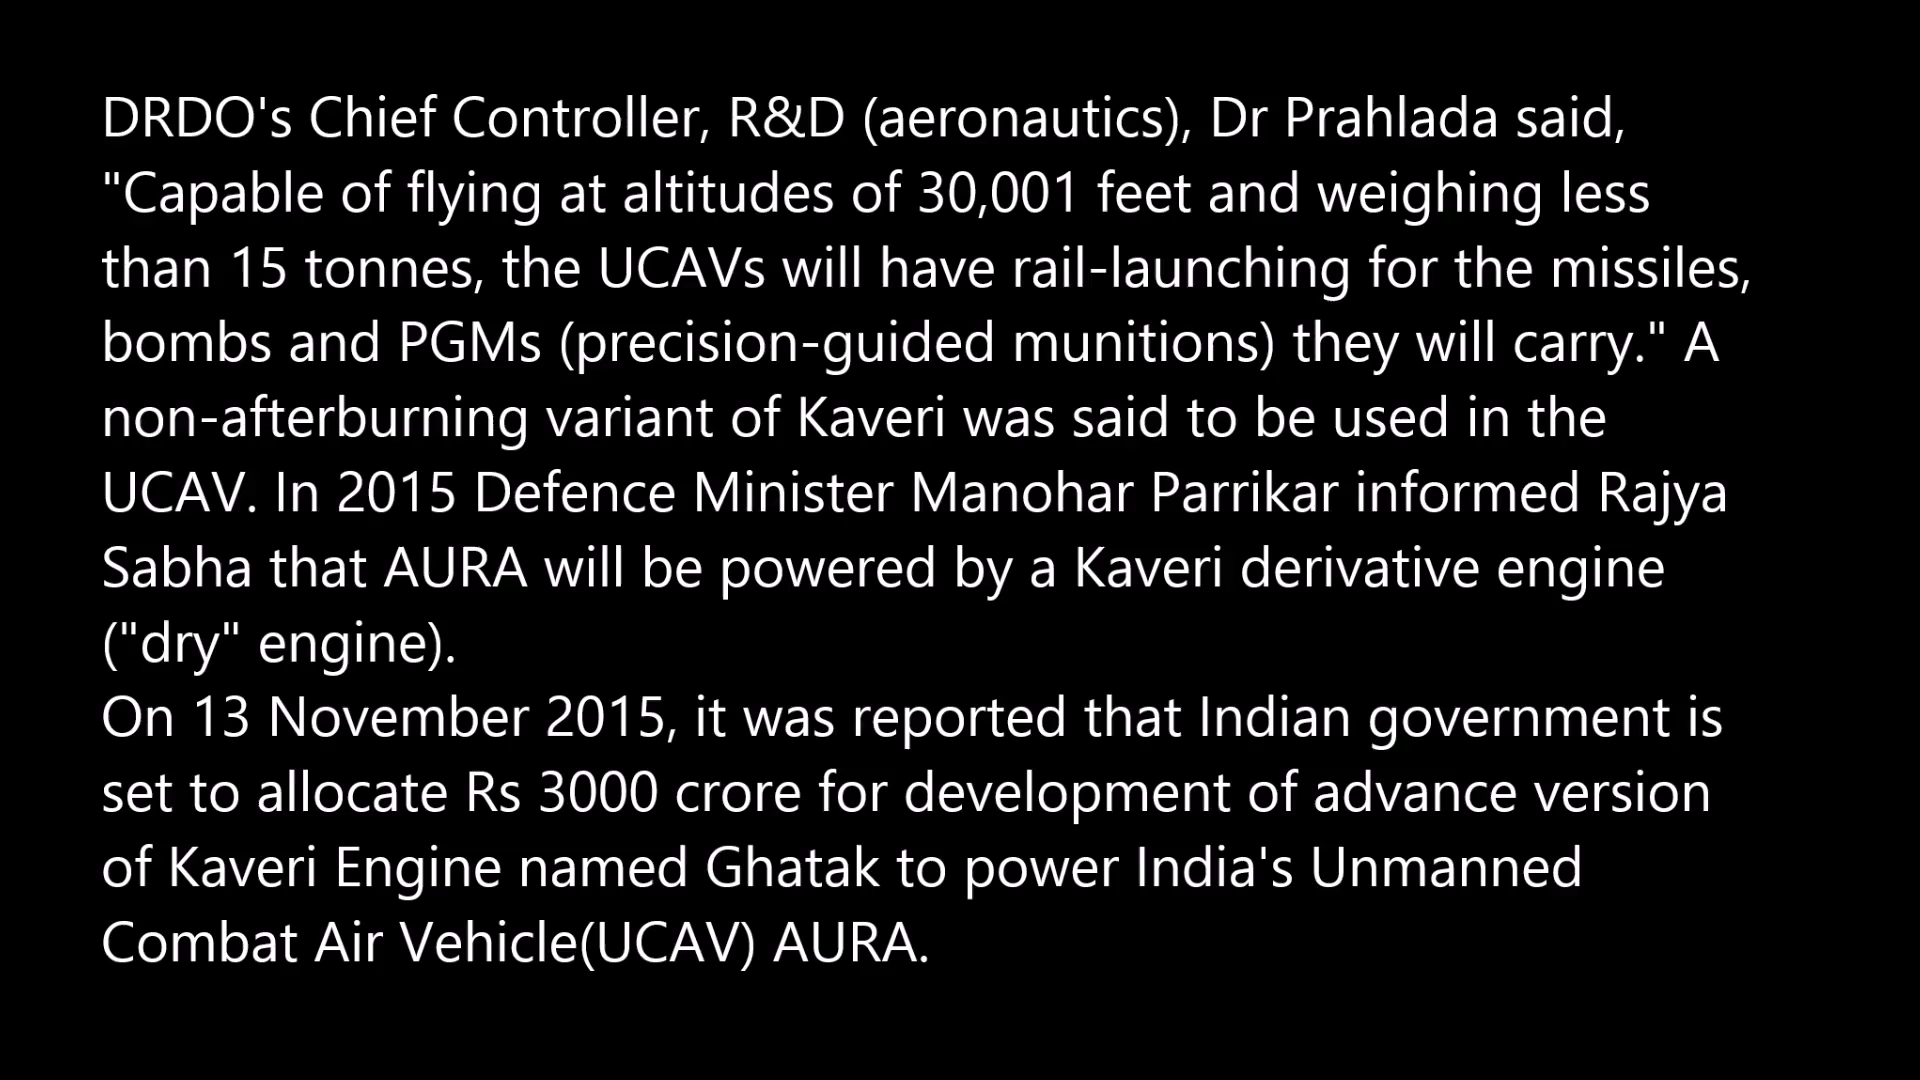 DRDO's Chief Controller, R&D (aeronautics), Dr Prahlada said,
"Capable of flying at altitudes of 30,001 feet and weighing less
than 15 tonnes, the UCAVs will have rail-launching for the missiles,
bombs and PGMs (precision-guided munitions) they will carry." A
non-afterburning variant of Kaveri was said to be used in the
UCAV. In 2015 Defence Minister Manohar Parrikar informed Rajya
Sabha that AURA will be powered by a Kaveri derivative engine
("dry" engine).
On 13 November 2015, it was reported that Indian government is
set to allocate Rs 3000 crore for development of advance version
of Kaveri Engine named Ghatak to power India's Unmanned
Combat Air Vehicle(UCAV) AURA.